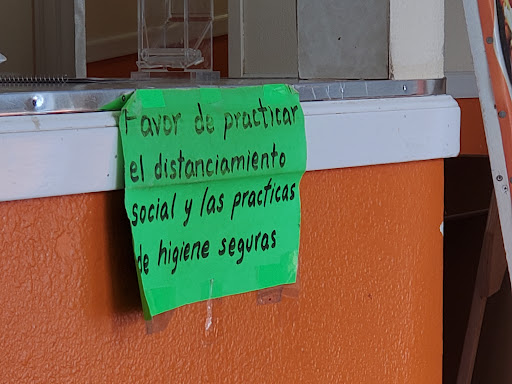 Favor de practicar
el distanciamiento
social y las practicas
de higiene seguras